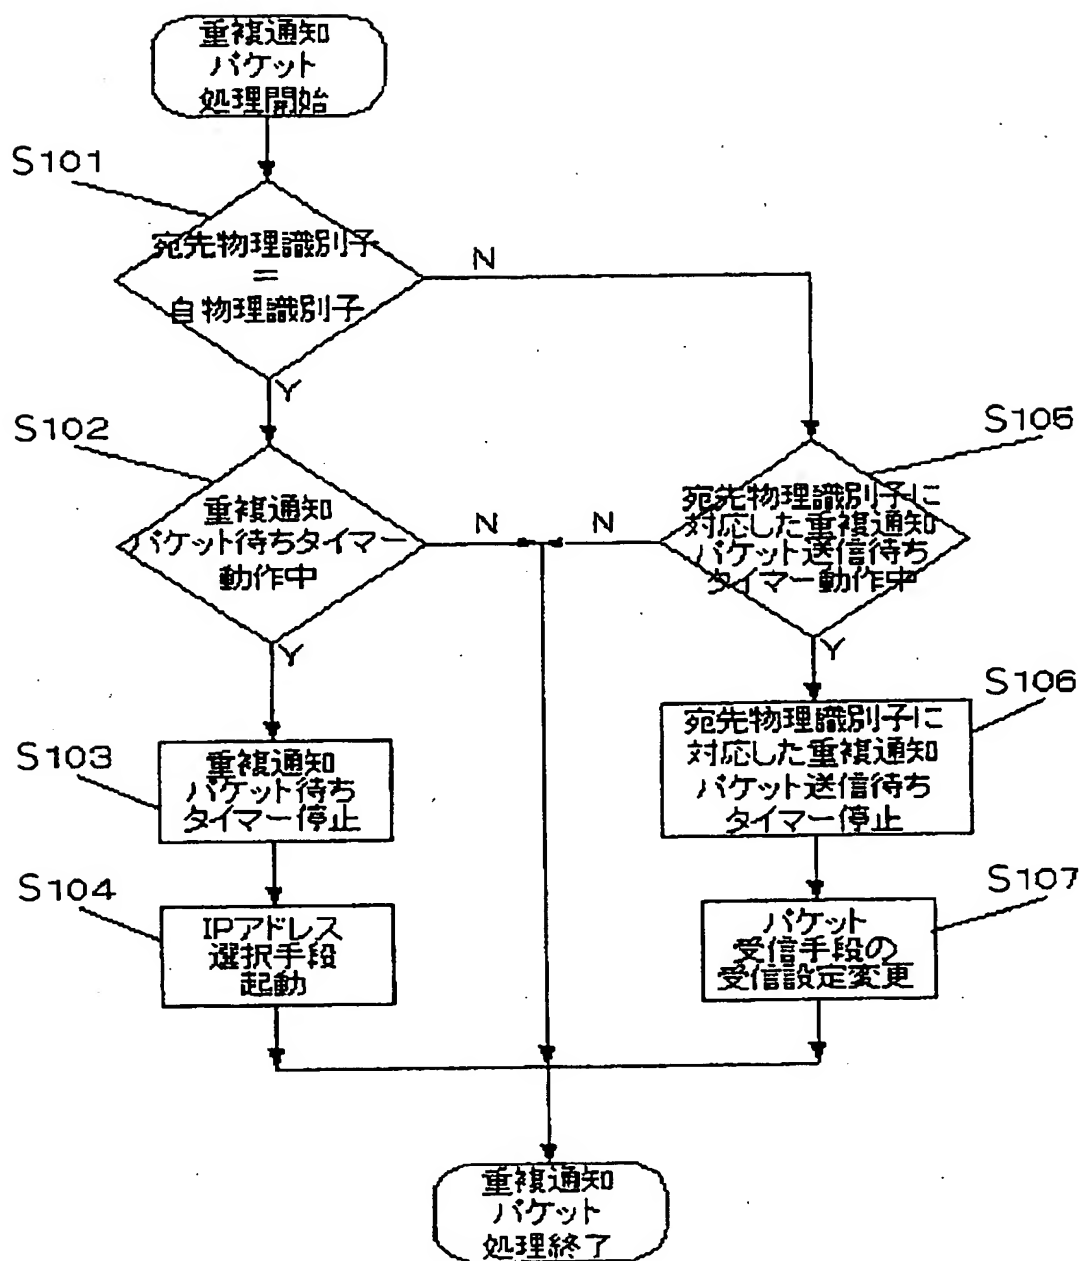 重複通知
パケット
処理開始
S101
宛先物理識別子
=
自物理識別子
N
Y
S102
重複通知
パケット待ちタイマー
動作中
N
Y
S105
宛先物理識別子に
対応した重複通知
パケット送信待ち
タイマー動作中
N
Y
S103
重複通知
パケット待ち
タイマー停止
S106
宛先物理識別子に
対応した重複通知
パケット送信待ち
タイマー停止
S104
IPアドレス
選択手段
起動
S107
パケット
受信手段の
受信設定変更
重複通知
パケット
処理終了